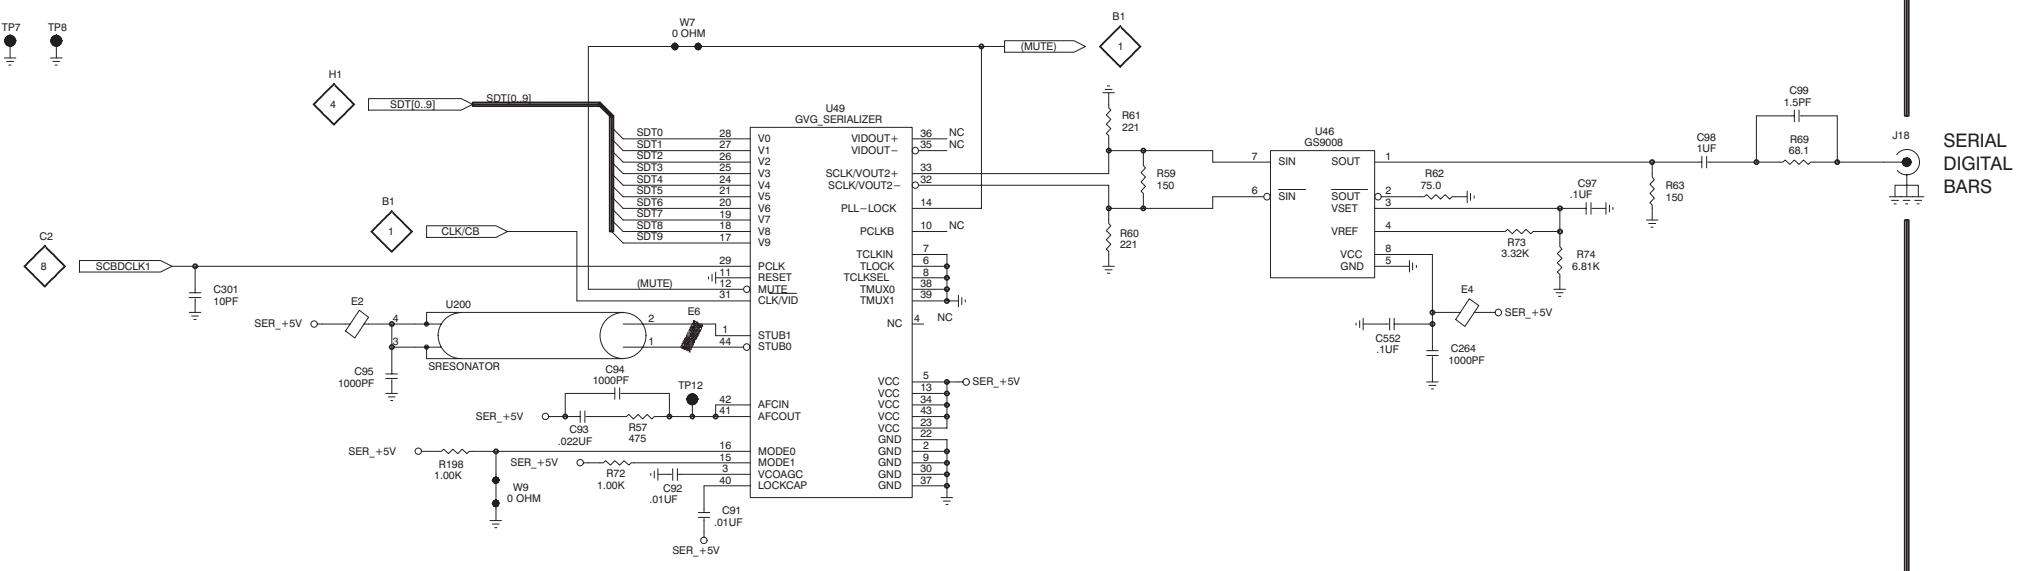 TP7
TP8
W7
0 OHM
B1
(MUTE)
1
H1
4
SDT[0..9]
SDT[0..9]
U49
GVG_SERIALIZER
SDT0 28 V0
SDT1 27 V1
SDT2 26 V2
SDT3 25 V3
SDT4 24 V4
SDT5 21 V5
SDT6 20 V6
SDT7 19 V7
SDT8 18 V8
SDT9 17 V9
29 PCLK
11 RESET
(MUTE) 12 MUTE
31 CLK/VID
1 STUB1
44 STUB0
42 AFCIN
41 AFCOUT
16 MODE0
15 MODE1
3 VCOAGC
40 LOCKCAP
VIDOUT+ 36 NC
VIDOUT− 35 NC
SCLK/VOUT2+ 33
SCLK/VOUT2− 32
PLL−LOCK 14
PCLKB 10 NC
TCLKIN 7
TLOCK 6
TCLKSEL 8
TMUX0 38
TMUX1 39
NC 4 NC
VCC 5 SER_+5V
VCC 13
VCC 34
VCC 43
VCC 23
GND 22
GND 2
GND 9
GND 30
GND 37
B1
1
CLK/CB
C2
8
SCBDCLK1
C301
10PF
SER_+5V
E2
4
3
U200
SRESONATOR
2
1
E6
C95
1000PF
C94
1000PF
TP12
SER_+5V
C93
.022UF
R57
475
SER_+5V
R198
1.00K
W9
0 OHM
SER_+5V
R72
1.00K
C92
.01UF
C91
.01UF
SER_+5V
R61
221
R59
150
R60
221
U46
GS9008
7 SIN
6 SIN
SOUT 1
SOUT 2
VSET 3
VREF 4
VCC 8
GND 5
R62
75.0
C97
.1UF
R73
3.32K
R74
6.81K
R63
150
C98
1UF
C99
1.5PF
R69
68.1
J18
SERIAL
DIGITAL
BARS
E4
SER_+5V
C552
.1UF
C264
1000PF